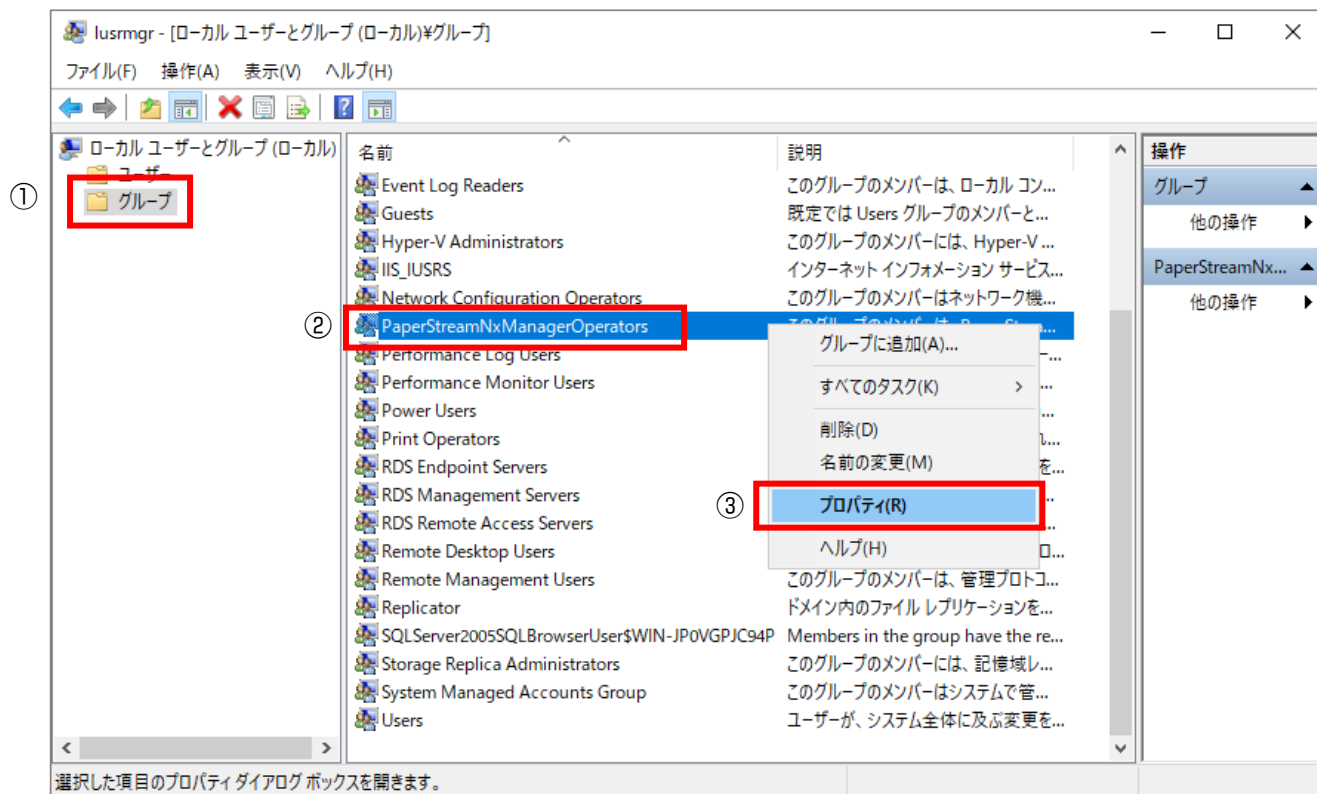 lusrmgr - [ローカル ユーザーとグループ (ローカル)¥グループ]
ファイル(F) 操作(A) 表示(V) ヘルプ(H)
ローカル ユーザーとグループ (ローカル)
ユーザー
① グループ
名前 説明
Event Log Readers このグループのメンバーは、ローカル コン...
Guests 既定では Users グループのメンバーと...
Hyper-V Administrators このグループのメンバーには、Hyper-V ...
IIS_IUSRS インターネット インフォメーション サービス...
Network Configuration Operators このグループのメンバーはネットワーク機...
② PaperStreamNxManagerOperators
Performance Log Users
Performance Monitor Users
Power Users
Print Operators
RDS Endpoint Servers
RDS Management Servers
RDS Remote Access Servers
Remote Desktop Users
Remote Management Users このグループのメンバーは、管理プロトコ...
Replicator ドメイン内のファイル レプリケーションを...
SQLServer2005SQLBrowserUser$WIN-JP0VGPJC94P Members in the group have the re...
Storage Replica Administrators このグループのメンバーには、記憶域レ...
System Managed Accounts Group このグループのメンバーはシステムで管...
Users ユーザーが、システム全体に及ぶ変更を...
グループに追加(A)...
すべてのタスク(K)
削除(D)
名前の変更(M)
③ プロパティ(R)
ヘルプ(H)
操作
グループ
他の操作
PaperStreamNx...
他の操作
選択した項目のプロパティ ダイアログ ボックスを開きます。